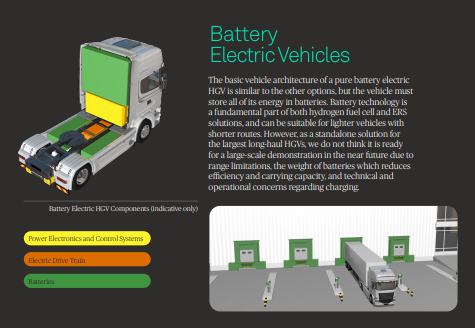 Battery
Electric Vehicles
The basic vehicle architecture of a pure battery electric
HGV is similar to the other options, but the vehicle must
store all of its energy in batteries. Battery technology is
a fundamental part of both hydrogen fuel cell and ERS
solutions, and can be suitable for lighter vehicles with
shorter routes. However, as a standalone solution for
the largest long-haul HGVs, we do not think it is ready
for a large-scale demonstration in the near future due to
range limitations, the weight of batteries which reduces
efficiency and carrying capacity, and technical and
operational concerns regarding charging.
Battery Electric HGV Components (indicative only)
Power Electronics and Control Systems
Electric Drive Train
Batteries